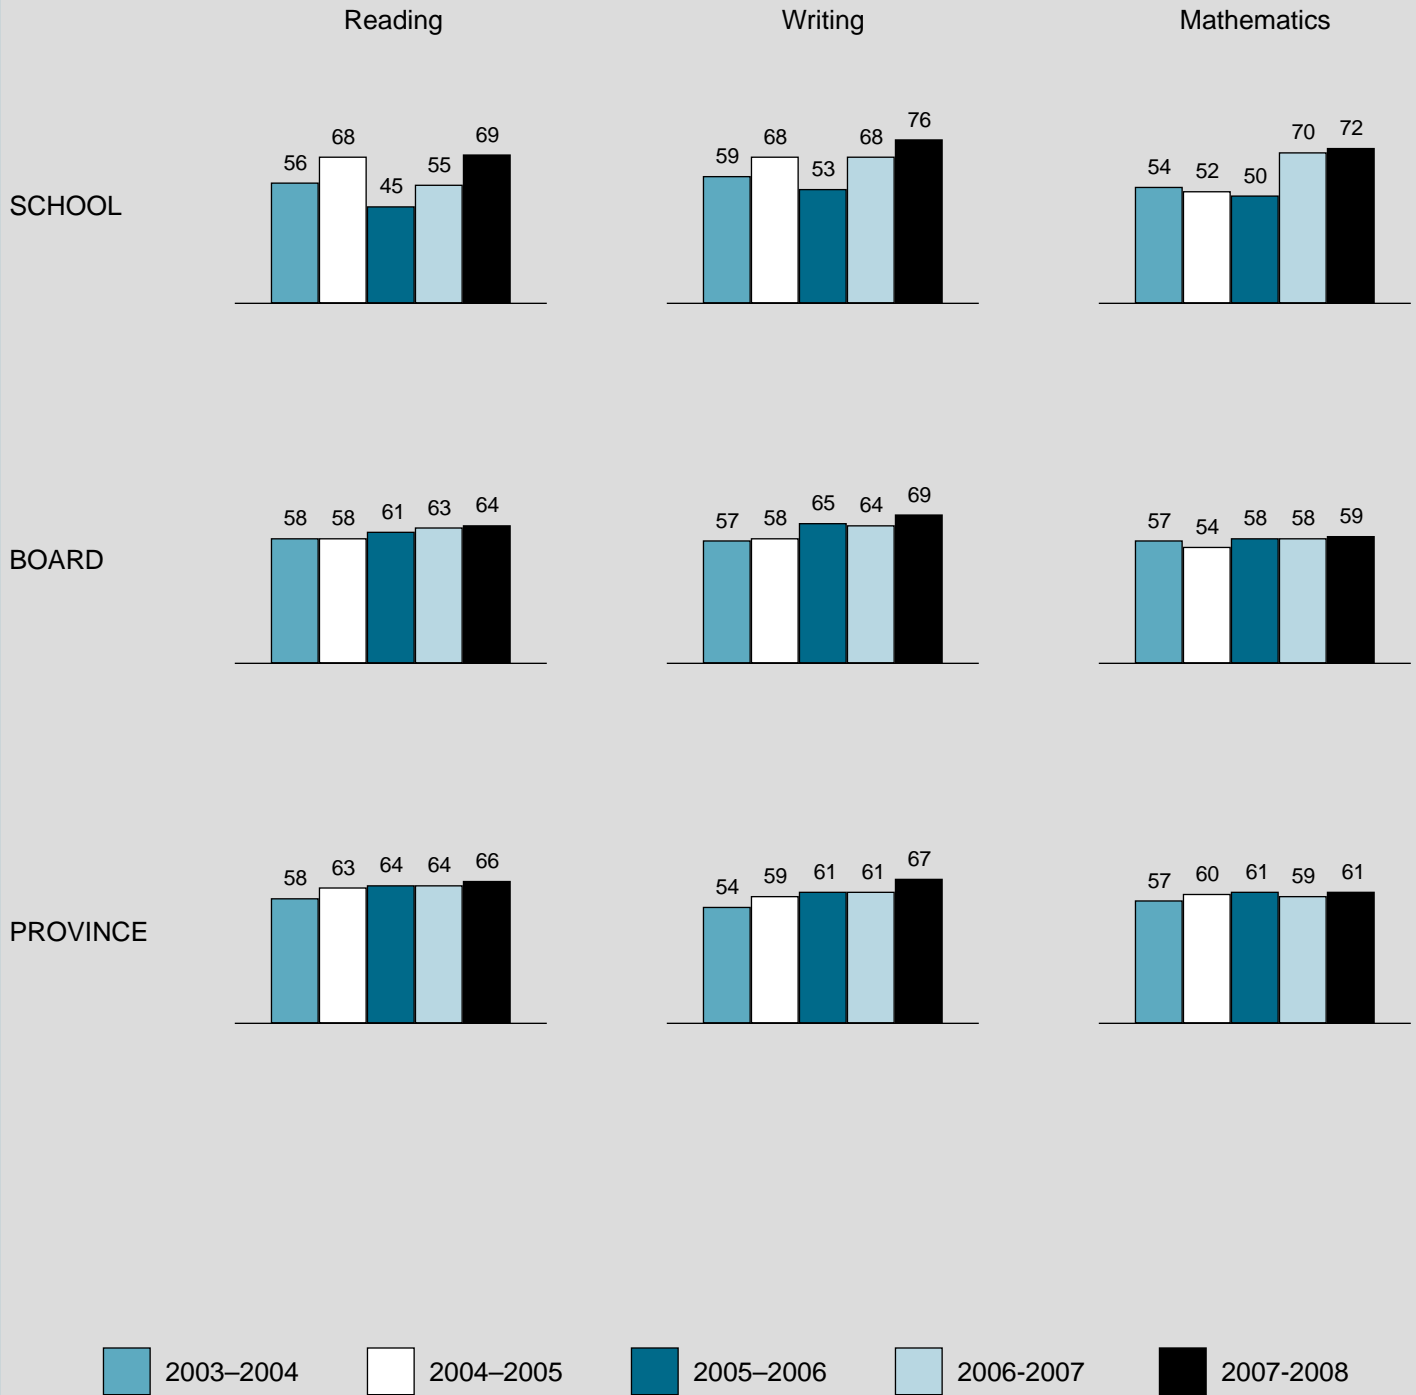 Reading Writing Mathematics
56 68 45 55 69
59 68 53 68 76
54 52 50 70 72
SCHOOL
58 58 61 63 64
57 58 65 64 69
57 54 58 58 59
BOARD
58 63 64 64 66
54 59 61 61 67
57 60 61 59 61
PROVINCE
2003–2004 2004–2005 2005–2006 2006-2007 2007-2008